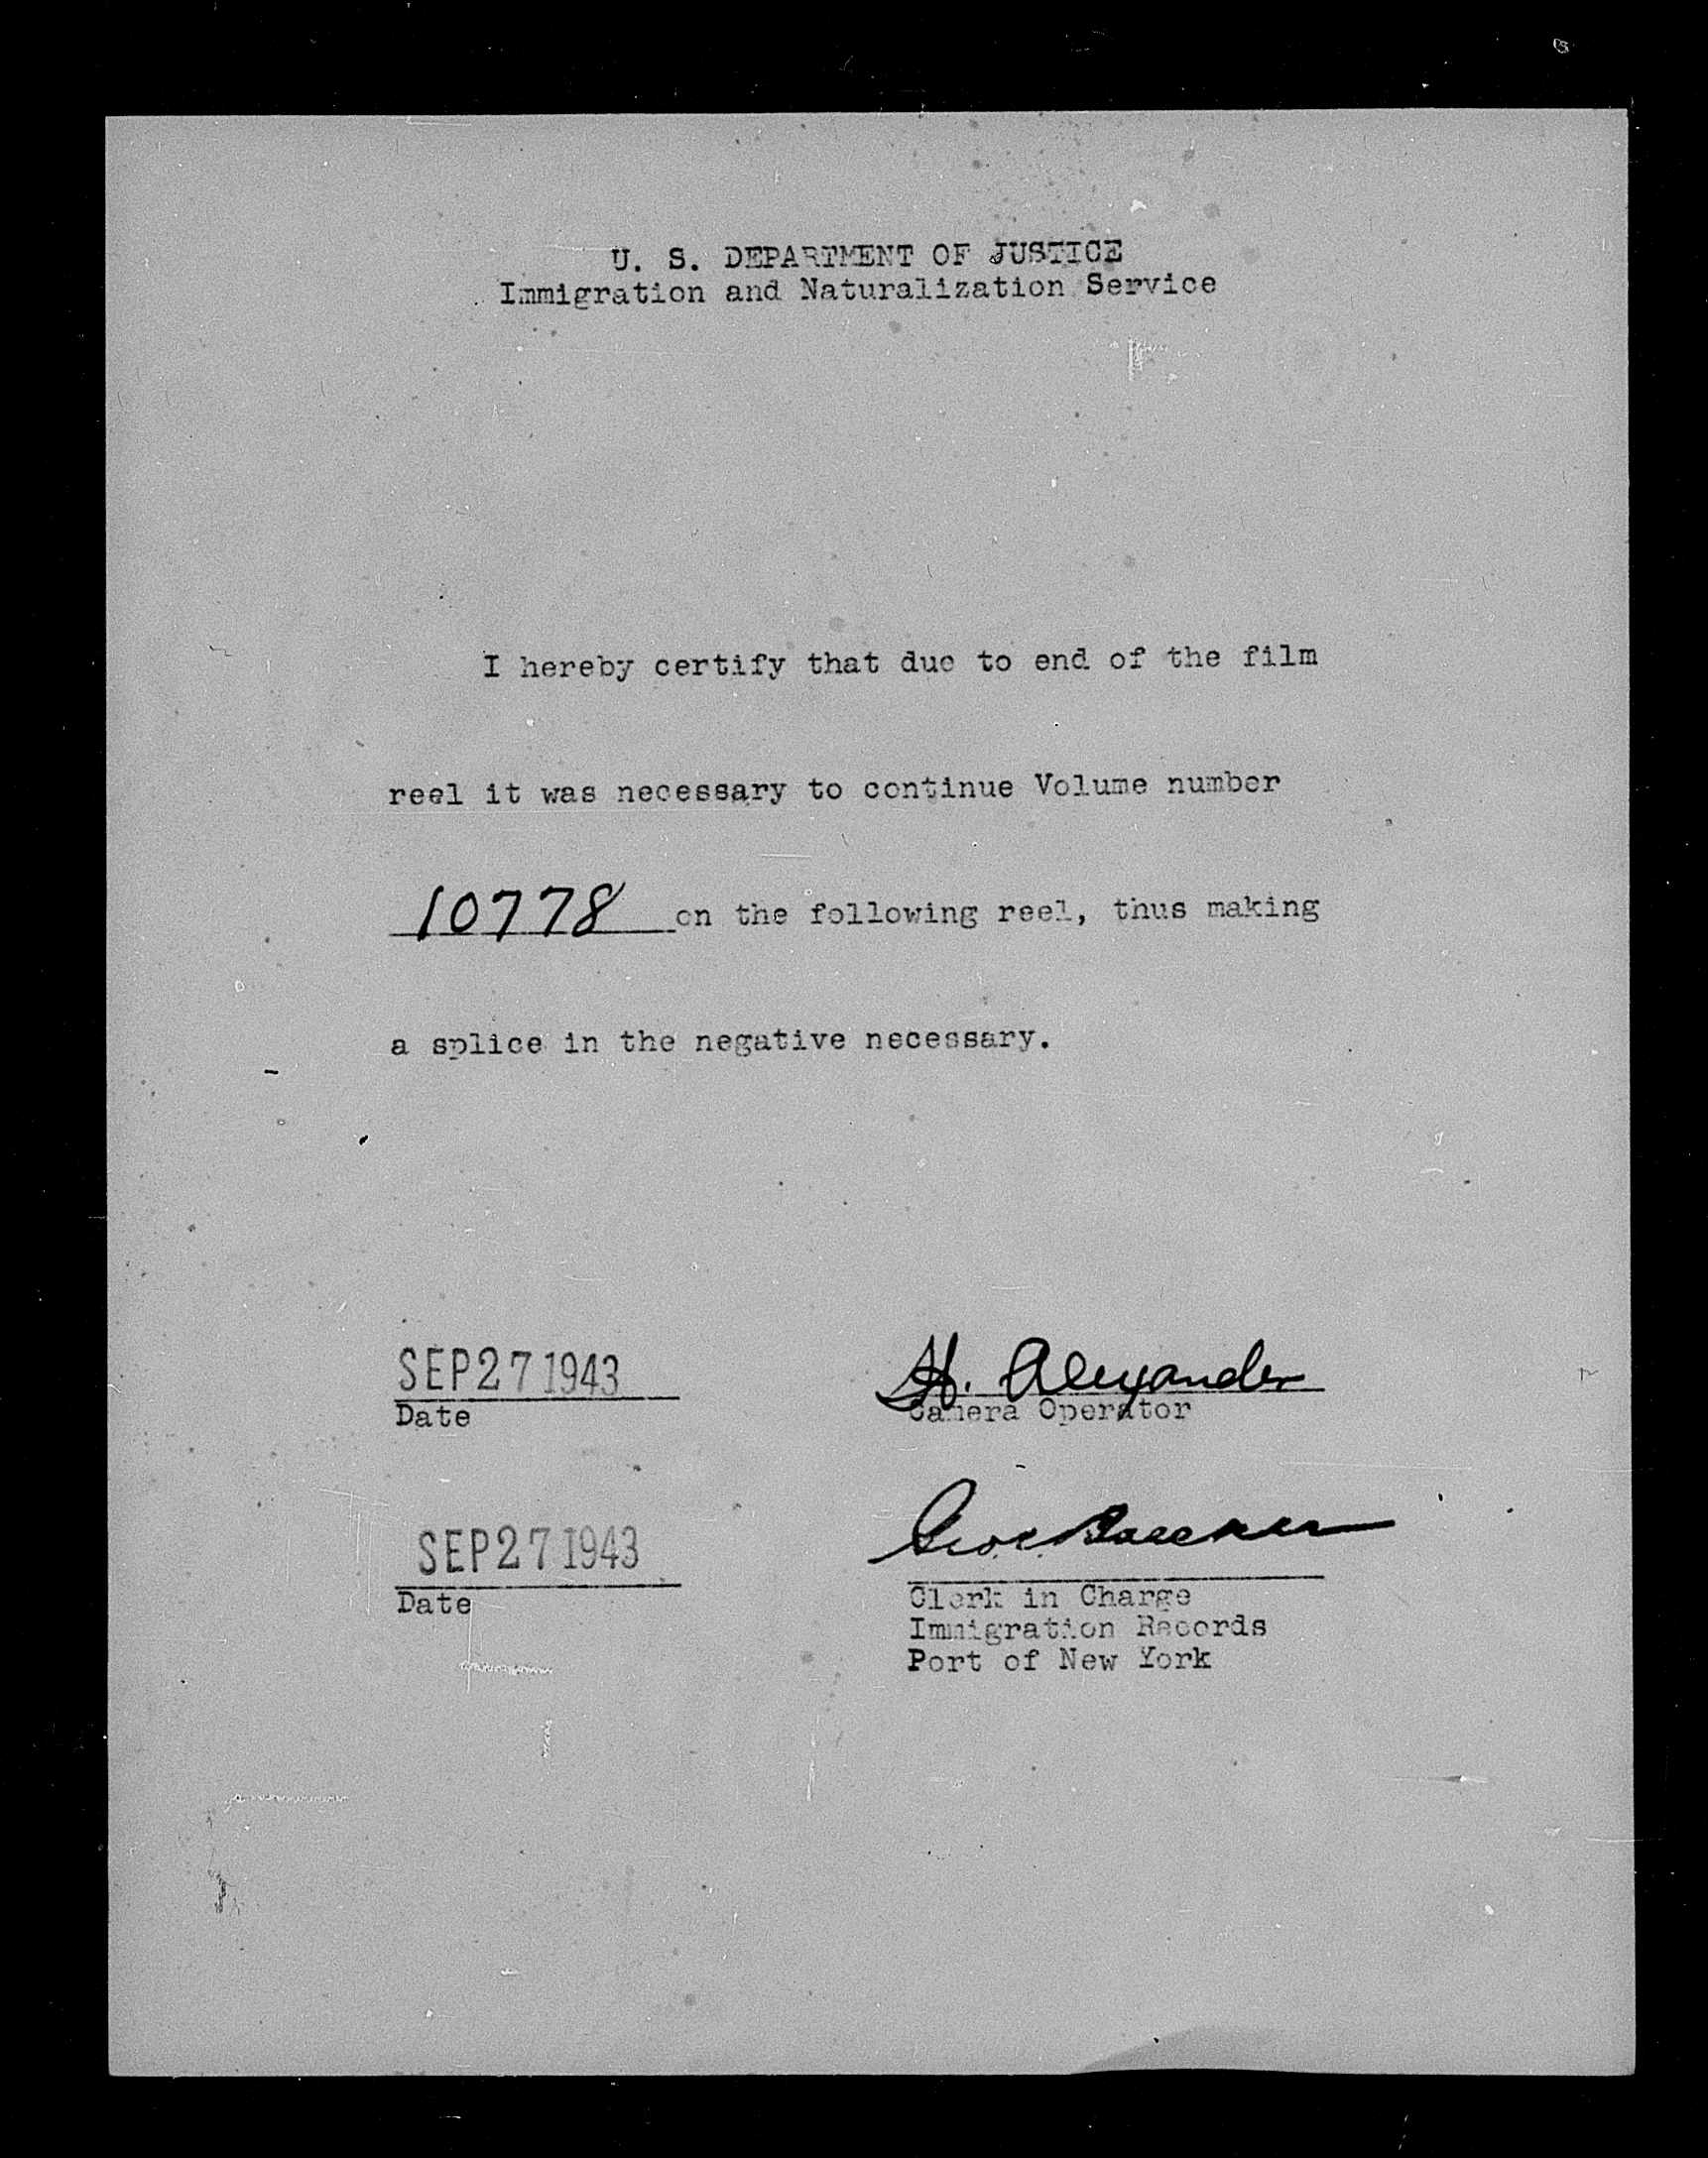 U. S. DEPARTMENT OF JUSTICE
Immigration and Naturalization Service
I hereby certify that due to end of the film
reel it was necessary to continue Volume number
10778 on the following reel, thus making
a splice in the negative necessary.
SEP 27 1943
Date
H. Alexander
Camera Operator
SEP 27 1943
Date
Clerk in Charge
Immigration Records
Port of New York